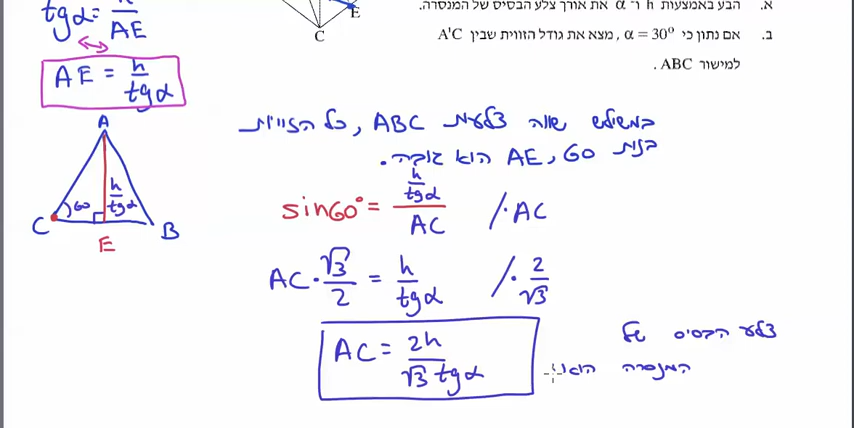 א. הבע באמצעות h ו־ α את אורך צלע הבסיס של המנסרה.
ב. אם נתון כי α = 30°, מצא את גודל הזווית שבין A'C
למישור ABC.
C
E
tgα = h/AE
AE = h/tgα
A
h/tgα
60
C
B
E
במשולש שווה צלעות ABC, כל הזוויות
בנות 60, AE הוא גובה.
sin60° = (h/tgα)/AC /·AC
AC · √3/2 = h/tgα /· 2/√3
AC = 2h/(√3 tgα)
צלע הבסיס של
המנסרה הוא